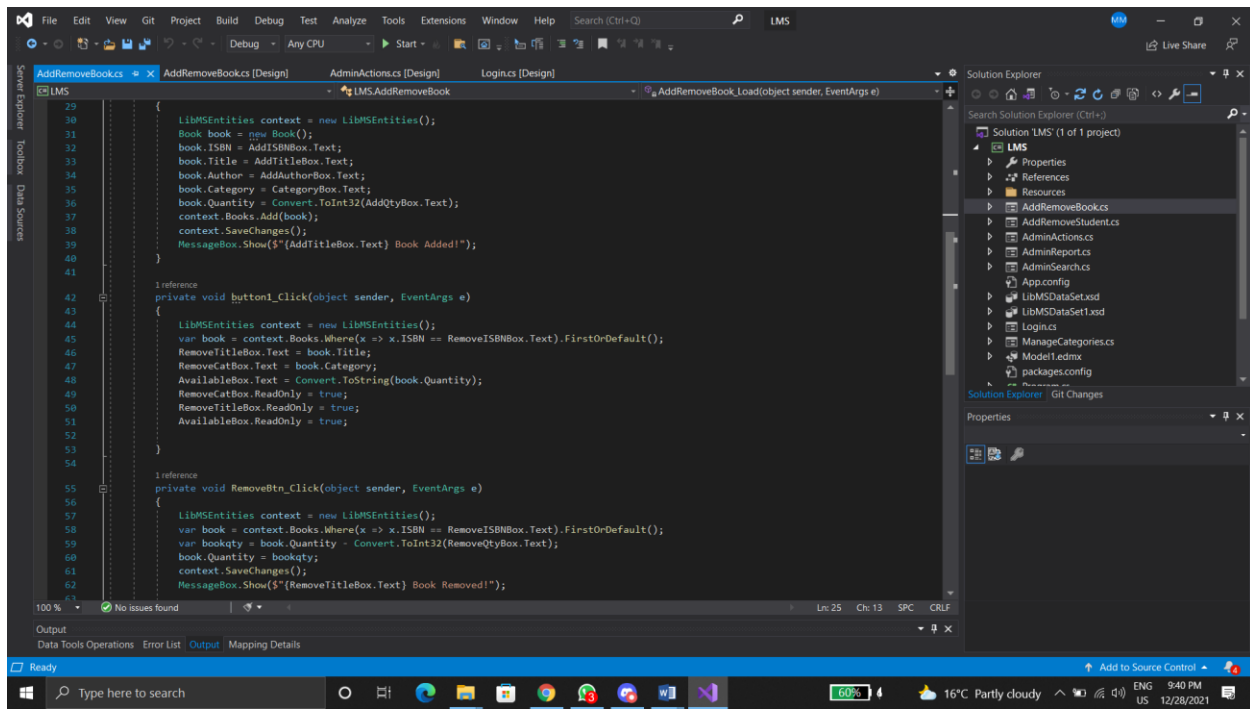 File Edit View Git Project Build Debug Test Analyze Tools Extensions Window Help Search (Ctrl+Q) LMS MM
Debug Any CPU Start Live Share
Server Explorer
Toolbox
Data Sources
AddRemoveBook.cs AddRemoveBook.cs [Design] AdminActions.cs [Design] Login.cs [Design]
LMS LMS.AddRemoveBook AddRemoveBook_Load(object sender, EventArgs e)
29 {
30 LibMSEntities context = new LibMSEntities();
31 Book book = new Book();
32 book.ISBN = AddISBNBox.Text;
33 book.Title = AddTitleBox.Text;
34 book.Author = AddAuthorBox.Text;
35 book.Category = CategoryBox.Text;
36 book.Quantity = Convert.ToInt32(AddQtyBox.Text);
37 context.Books.Add(book);
38 context.SaveChanges();
39 MessageBox.Show($"{AddTitleBox.Text} Book Added!");
40 }
41
1 reference
42 private void button1_Click(object sender, EventArgs e)
43 {
44 LibMSEntities context = new LibMSEntities();
45 var book = context.Books.Where(x => x.ISBN == RemoveISBNBox.Text).FirstOrDefault();
46 RemoveTitleBox.Text = book.Title;
47 RemoveCatBox.Text = book.Category;
48 AvailableBox.Text = Convert.ToString(book.Quantity);
49 RemoveCatBox.ReadOnly = true;
50 RemoveTitleBox.ReadOnly = true;
51 AvailableBox.ReadOnly = true;
52
53 }
54
1 reference
55 private void RemoveBtn_Click(object sender, EventArgs e)
56 {
57 LibMSEntities context = new LibMSEntities();
58 var book = context.Books.Where(x => x.ISBN == RemoveISBNBox.Text).FirstOrDefault();
59 var bookqty = book.Quantity - Convert.ToInt32(RemoveQtyBox.Text);
60 book.Quantity = bookqty;
61 context.SaveChanges();
62 MessageBox.Show($"{RemoveTitleBox.Text} Book Removed!");
63
100 % No issues found Ln: 25 Ch: 13 SPC CRLF
Output
Data Tools Operations Error List Output Mapping Details
Solution Explorer
Search Solution Explorer (Ctrl+;)
Solution 'LMS' (1 of 1 project)
LMS
Properties
References
Resources
AddRemoveBook.cs
AddRemoveStudent.cs
AdminActions.cs
AdminReport.cs
AdminSearch.cs
App.config
LibMSDataSet.xsd
LibMSDataSet1.xsd
Login.cs
ManageCategories.cs
Model1.edmx
packages.config
Solution Explorer Git Changes
Properties
Ready Add to Source Control 4
Type here to search 3 60% 16°C Partly cloudy ENG US 9:40 PM 12/28/2021